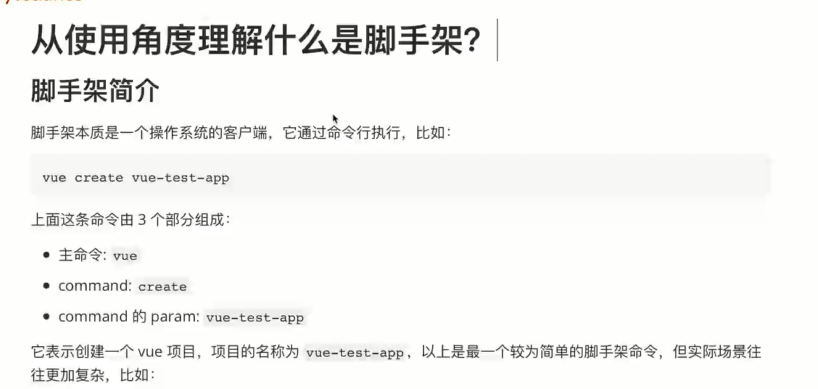 从使用角度理解什么是脚手架?
脚手架简介
脚手架本质是一个操作系统的客户端，它通过命令行执行，比如：
vue create vue-test-app
上面这条命令由 3 个部分组成：
主命令: vue
command: create
command 的 param: vue-test-app
它表示创建一个 vue 项目，项目的名称为 vue-test-app，以上是最一个较为简单的脚手架命令，但实际场景往
往更加复杂，比如：